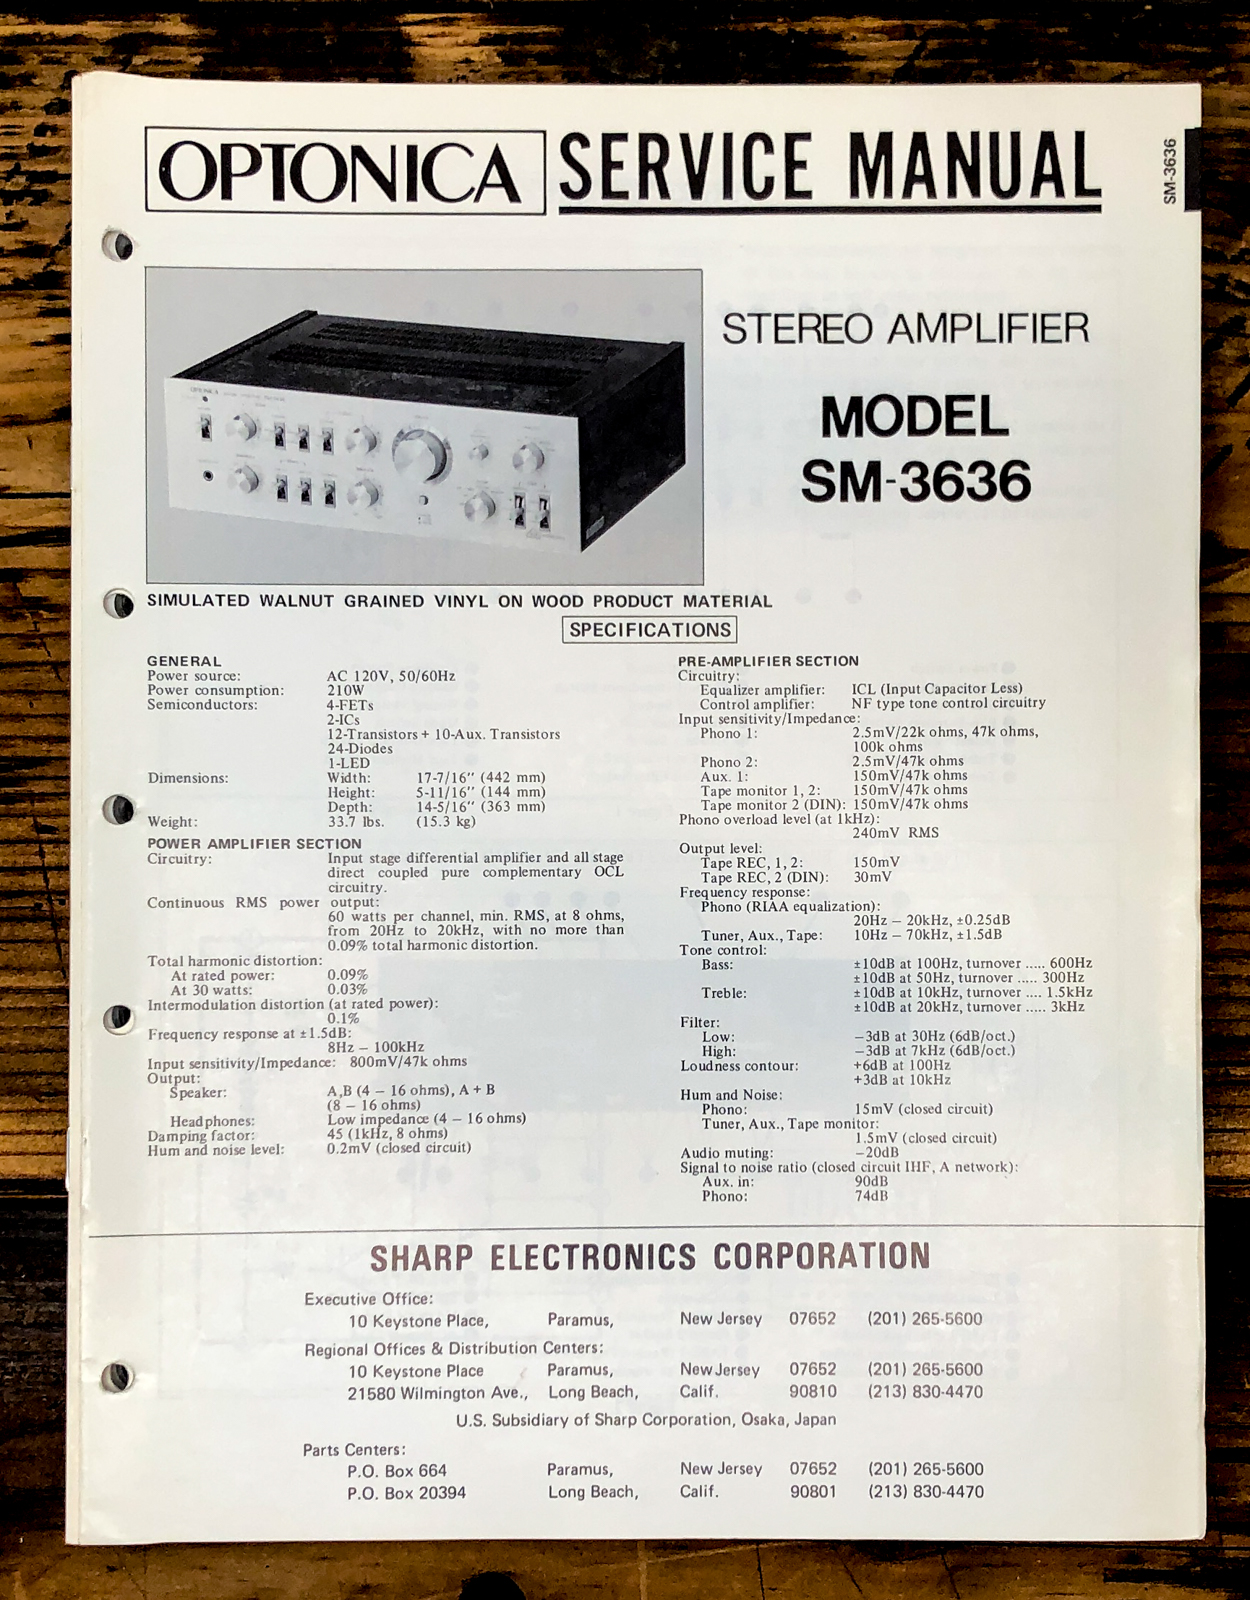 OPTONICA SERVICE MANUAL
SM-3636
OPTONICA
STEREO AMPLIFIER
MODEL
SM-3636
SIMULATED WALNUT GRAINED VINYL ON WOOD PRODUCT MATERIAL
SPECIFICATIONS
GENERAL
Power source: AC 120V, 50/60Hz
Power consumption: 210W
Semiconductors: 4-FETs
2-ICs
12-Transistors + 10-Aux. Transistors
24-Diodes
1-LED
Dimensions: Width: 17-7/16" (442 mm)
Height: 5-11/16" (144 mm)
Depth: 14-5/16" (363 mm)
Weight: 33.7 lbs. (15.3 kg)
POWER AMPLIFIER SECTION
Circuitry: Input stage differential amplifier and all stage
direct coupled pure complementary OCL
circuitry.
Continuous RMS power output:
60 watts per channel, min. RMS, at 8 ohms,
from 20Hz to 20kHz, with no more than
0.09% total harmonic distortion.
Total harmonic distortion:
At rated power: 0.09%
At 30 watts: 0.03%
Intermodulation distortion (at rated power):
0.1%
Frequency response at ±1.5dB:
8Hz – 100kHz
Input sensitivity/Impedance: 800mV/47k ohms
Output:
Speaker: A,B (4 – 16 ohms), A + B
(8 – 16 ohms)
Headphones: Low impedance (4 – 16 ohms)
Damping factor: 45 (1kHz, 8 ohms)
Hum and noise level: 0.2mV (closed circuit)
PRE-AMPLIFIER SECTION
Circuitry:
Equalizer amplifier: ICL (Input Capacitor Less)
Control amplifier: NF type tone control circuitry
Input sensitivity/Impedance:
Phono 1: 2.5mV/22k ohms, 47k ohms,
100k ohms
Phono 2: 2.5mV/47k ohms
Aux. 1: 150mV/47k ohms
Tape monitor 1, 2: 150mV/47k ohms
Tape monitor 2 (DIN): 150mV/47k ohms
Phono overload level (at 1kHz):
240mV RMS
Output level:
Tape REC, 1, 2: 150mV
Tape REC, 2 (DIN): 30mV
Frequency response:
Phono (RIAA equalization):
20Hz – 20kHz, ±0.25dB
Tuner, Aux., Tape: 10Hz – 70kHz, ±1.5dB
Tone control:
Bass: ±10dB at 100Hz, turnover ..... 600Hz
±10dB at 50Hz, turnover ..... 300Hz
Treble: ±10dB at 10kHz, turnover .... 1.5kHz
±10dB at 20kHz, turnover ..... 3kHz
Filter:
Low: –3dB at 30Hz (6dB/oct.)
High: –3dB at 7kHz (6dB/oct.)
Loudness contour: +6dB at 100Hz
+3dB at 10kHz
Hum and Noise:
Phono: 15mV (closed circuit)
Tuner, Aux., Tape monitor:
1.5mV (closed circuit)
Audio muting: –20dB
Signal to noise ratio (closed circuit IHF, A network):
Aux. in: 90dB
Phono: 74dB
SHARP ELECTRONICS CORPORATION
Executive Office:
10 Keystone Place, Paramus, New Jersey 07652 (201) 265-5600
Regional Offices & Distribution Centers:
10 Keystone Place Paramus, New Jersey 07652 (201) 265-5600
21580 Wilmington Ave., Long Beach, Calif. 90810 (213) 830-4470
U.S. Subsidiary of Sharp Corporation, Osaka, Japan
Parts Centers:
P.O. Box 664 Paramus, New Jersey 07652 (201) 265-5600
P.O. Box 20394 Long Beach, Calif. 90801 (213) 830-4470